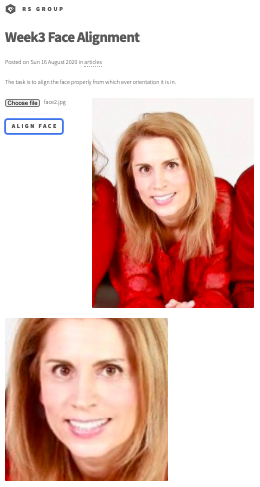 RS GROUP
Week3 Face Alignment
Posted on Sun 16 August 2020 in articles
The task is to align the face properly from which ever orientation it is in.
Choose file face2.jpg
ALIGN FACE